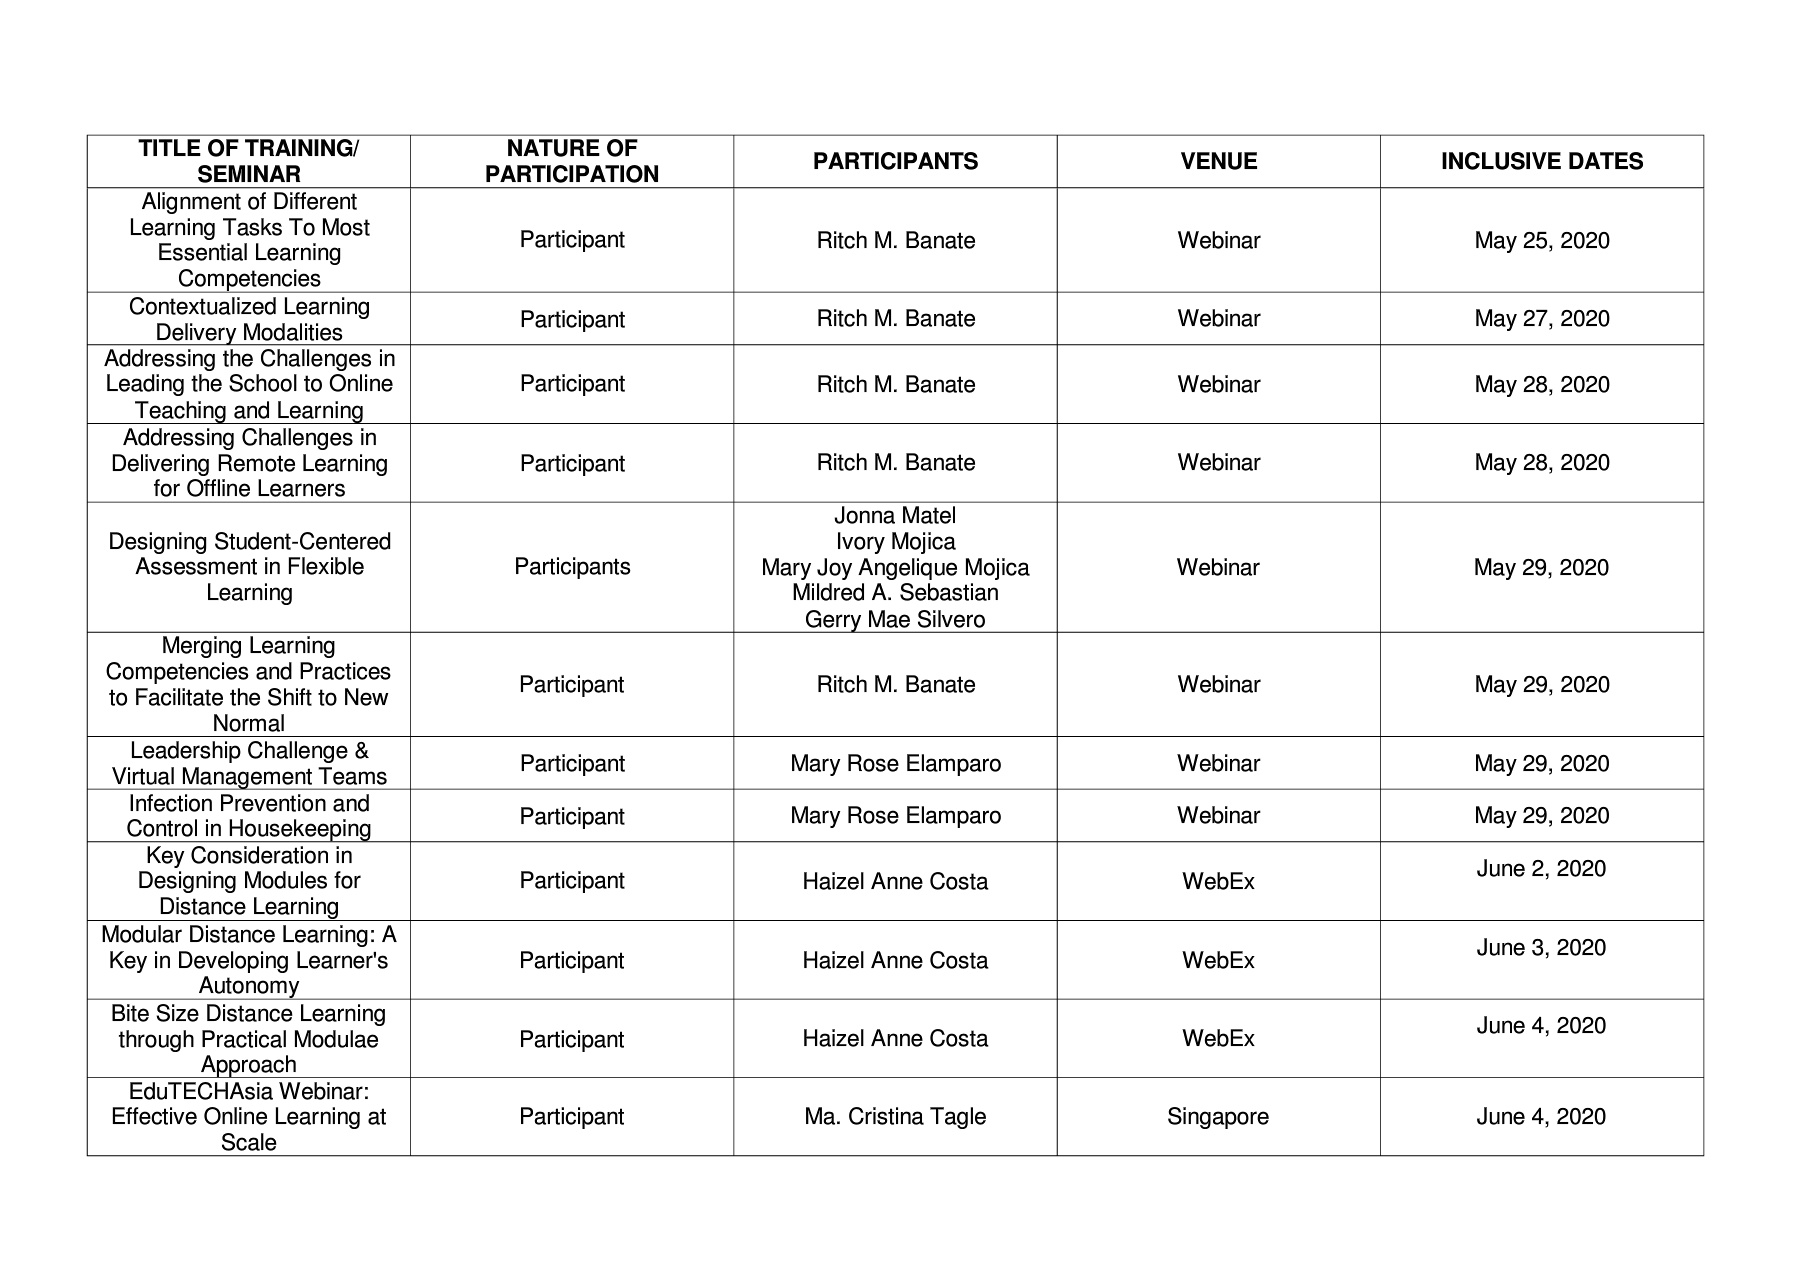 TITLE OF TRAINING/
SEMINAR
NATURE OF
PARTICIPATION
PARTICIPANTS
VENUE
INCLUSIVE DATES
Alignment of Different
Learning Tasks To Most
Essential Learning
Competencies
Participant
Ritch M. Banate
Webinar
May 25, 2020
Contextualized Learning
Delivery Modalities
Participant
Ritch M. Banate
Webinar
May 27, 2020
Addressing the Challenges in
Leading the School to Online
Teaching and Learning
Participant
Ritch M. Banate
Webinar
May 28, 2020
Addressing Challenges in
Delivering Remote Learning
for Offline Learners
Participant
Ritch M. Banate
Webinar
May 28, 2020
Designing Student-Centered
Assessment in Flexible
Learning
Participants
Jonna Matel
Ivory Mojica
Mary Joy Angelique Mojica
Mildred A. Sebastian
Gerry Mae Silvero
Webinar
May 29, 2020
Merging Learning
Competencies and Practices
to Facilitate the Shift to New
Normal
Participant
Ritch M. Banate
Webinar
May 29, 2020
Leadership Challenge &
Virtual Management Teams
Participant
Mary Rose Elamparo
Webinar
May 29, 2020
Infection Prevention and
Control in Housekeeping
Participant
Mary Rose Elamparo
Webinar
May 29, 2020
Key Consideration in
Designing Modules for
Distance Learning
Participant
Haizel Anne Costa
WebEx
June 2, 2020
Modular Distance Learning: A
Key in Developing Learner's
Autonomy
Participant
Haizel Anne Costa
WebEx
June 3, 2020
Bite Size Distance Learning
through Practical Modulae
Approach
Participant
Haizel Anne Costa
WebEx
June 4, 2020
EduTECHAsia Webinar:
Effective Online Learning at
Scale
Participant
Ma. Cristina Tagle
Singapore
June 4, 2020